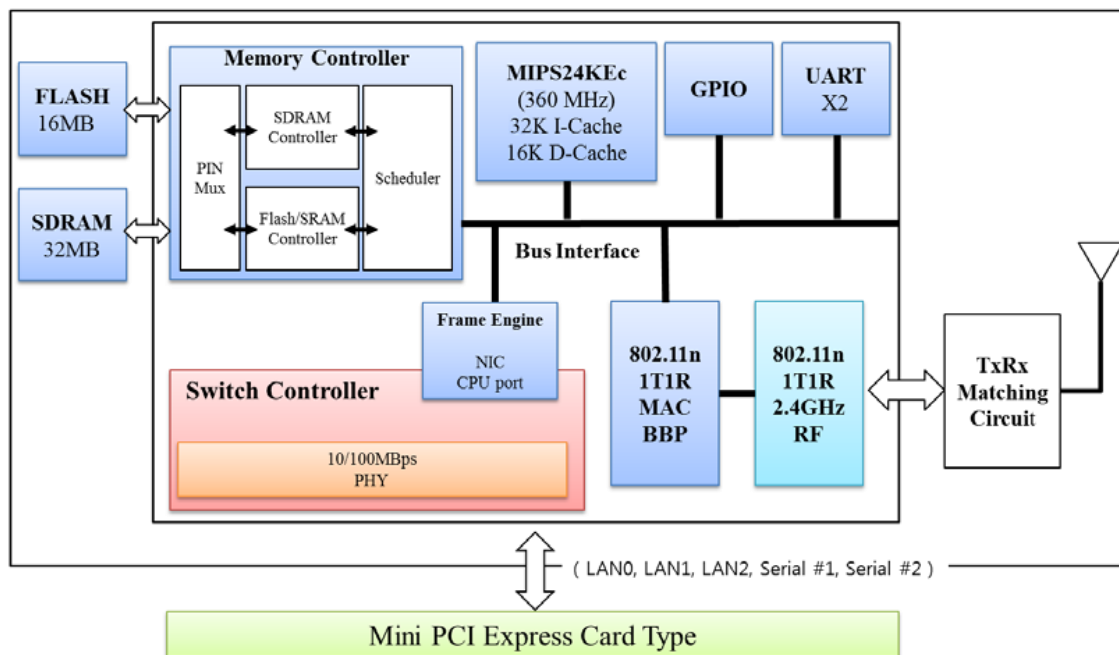 Memory Controller
FLASH
16MB
SDRAM
32MB
PIN
Mux
SDRAM
Controller
Flash/SRAM
Controller
Scheduler
MIPS24KEc
(360 MHz)
32K I-Cache
16K D-Cache
GPIO
UART
X2
Bus Interface
Frame Engine
NIC
CPU port
Switch Controller
10/100MBps
PHY
802.11n
1T1R
MAC
BBP
802.11n
1T1R
2.4GHz
RF
TxRx
Matching
Circuit
( LAN0, LAN1, LAN2, Serial #1, Serial #2 )
Mini PCI Express Card Type